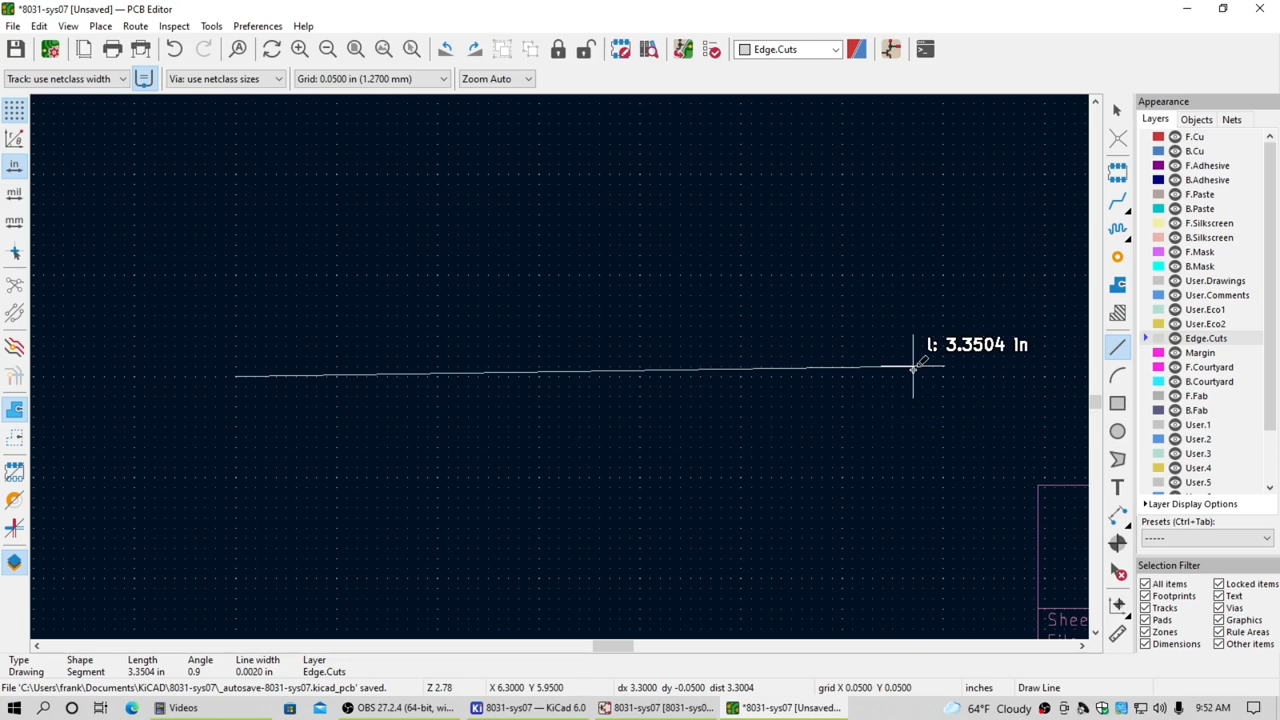 *8031-sys07 [Unsaved] — PCB Editor
File Edit View Place Route Inspect Tools Preferences Help
Edge.Cuts
Track: use netclass width Via: use netclass sizes Grid: 0.0500 in (1.2700 mm) Zoom Auto
in
mil
mm
l: 3.3504 in
Shee
Appearance
Layers Objects Nets
F.Cu
B.Cu
F.Adhesive
B.Adhesive
F.Paste
B.Paste
F.Silkscreen
B.Silkscreen
F.Mask
B.Mask
User.Drawings
User.Comments
User.Eco1
User.Eco2
Edge.Cuts
Margin
F.Courtyard
B.Courtyard
F.Fab
B.Fab
User.1
User.2
User.3
User.4
User.5
Layer Display Options
Presets (Ctrl+Tab):
-----
Selection Filter
All items Locked items
Footprints Text
Tracks Vias
Pads Graphics
Zones Rule Areas
Dimensions Other items
Type Shape Length Angle Line width Layer
Drawing Segment 3.3504 in 0.9 0.0020 in Edge.Cuts
File 'C:\Users\frank\Documents\KiCAD\8031-sys07\_autosave-8031-sys07.kicad_pcb' saved. Z 2.78 X 6.3000 Y 5.9500 dx 3.3000 dy -0.0500 dist 3.3004 grid X 0.0500 Y 0.0500 inches Draw Line
Videos OBS 27.2.4 (64-bit, w... 8031-sys07 — KiCad 6.0 8031-sys07 [8031-sys0... *8031-sys07 [Unsaved... 64°F Cloudy 9:52 AM